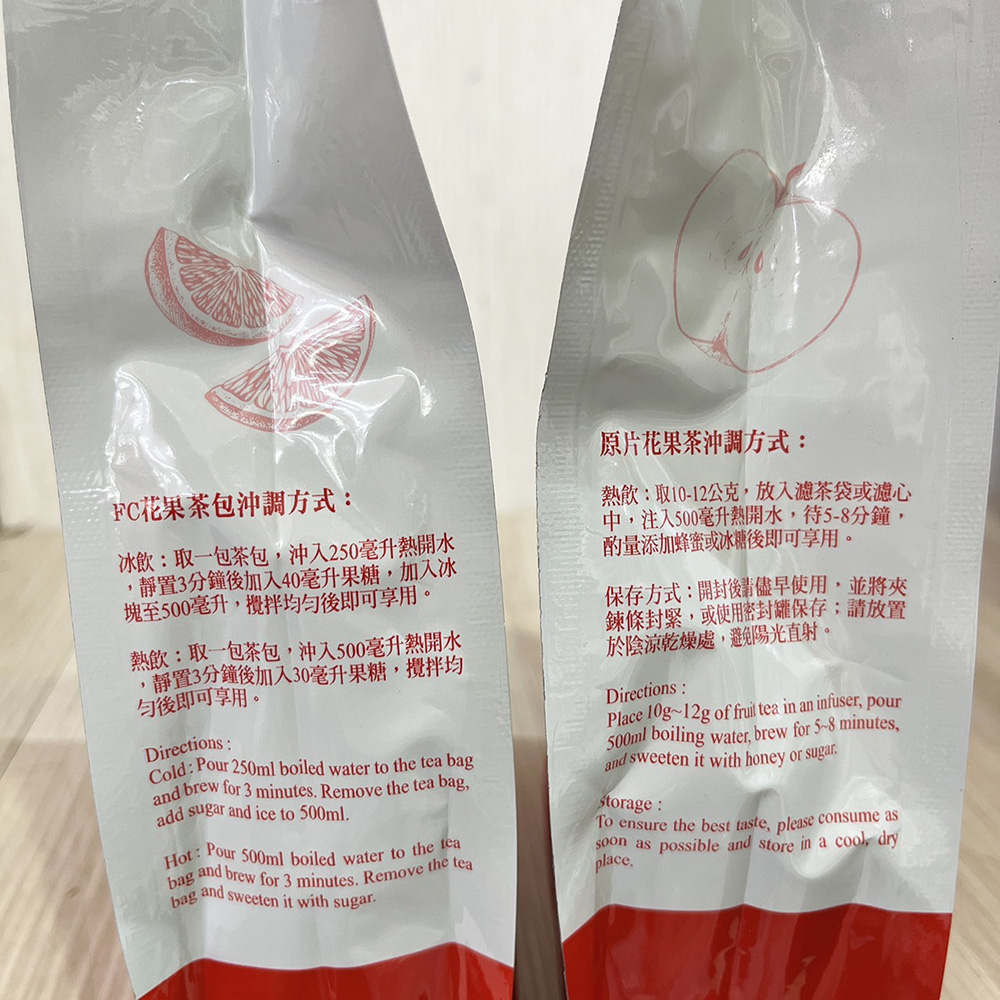 FC花果茶包沖調方式：
冰飲：取一包茶包，沖入250毫升熱開水
，靜置3分鐘後加入40毫升果糖，加入冰
塊至500毫升，攪拌均勻後即可享用。
熱飲：取一包茶包，沖入500毫升熱開水
，靜置3分鐘後加入30毫升果糖，攪拌均
勻後即可享用。
Directions :
Cold : Pour 250ml boiled water to the tea bag
and brew for 3 minutes. Remove the tea bag,
add sugar and ice to 500ml.
Hot : Pour 500ml boiled water to the tea
bag and brew for 3 minutes. Remove the tea
bag and sweeten it with sugar.
原片花果茶沖調方式：
熱飲：取10-12公克，放入濾茶袋或濾心
中，注入500毫升熱開水，待5-8分鐘，
酌量添加蜂蜜或冰糖後即可享用。
保存方式：開封後請儘早使用，並將夾
鍊條封緊，或使用密封罐保存；請放置
於陰涼乾燥處，避免陽光直射。
Directions :
Place 10g~12g of fruit tea in an infuser, pour
500ml boiling water, brew for 5~8 minutes,
and sweeten it with honey or sugar.
Storage :
To ensure the best taste, please consume as
soon as possible and store in a cool, dry
place.